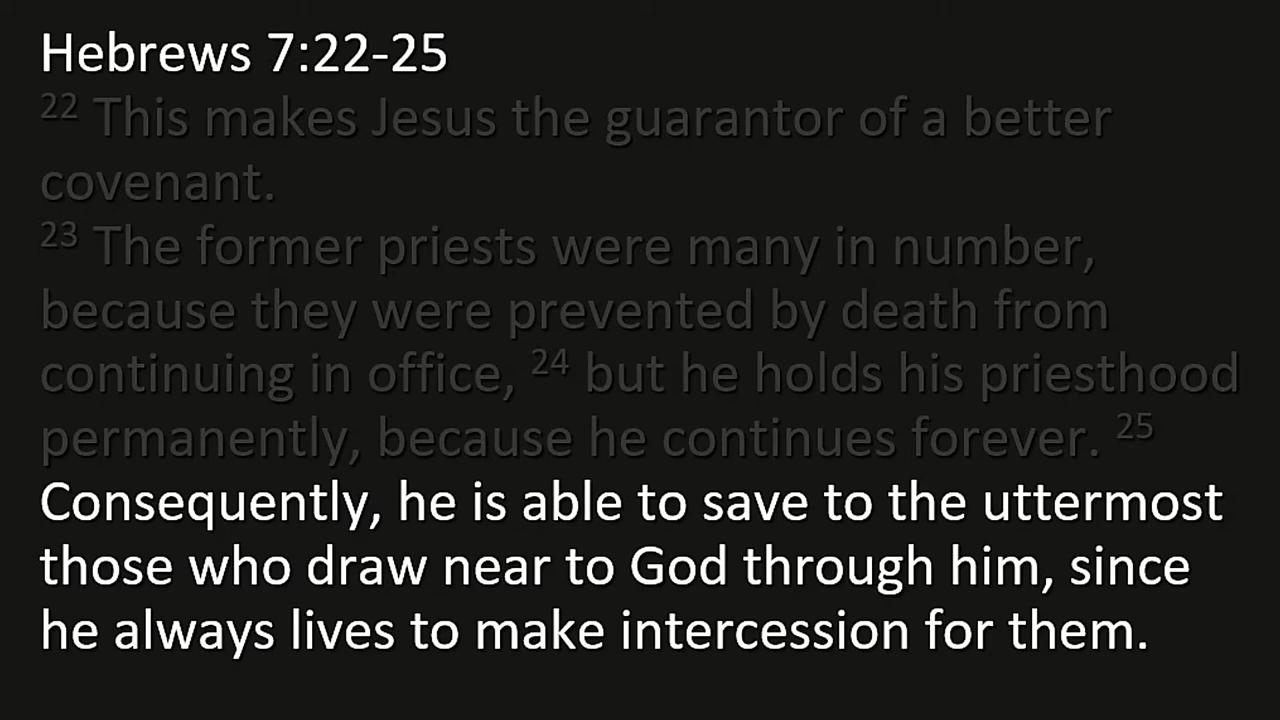 Hebrews 7:22-25
22 This makes Jesus the guarantor of a better
covenant.
23 The former priests were many in number,
because they were prevented by death from
continuing in office, 24 but he holds his priesthood
permanently, because he continues forever. 25
Consequently, he is able to save to the uttermost
those who draw near to God through him, since
he always lives to make intercession for them.